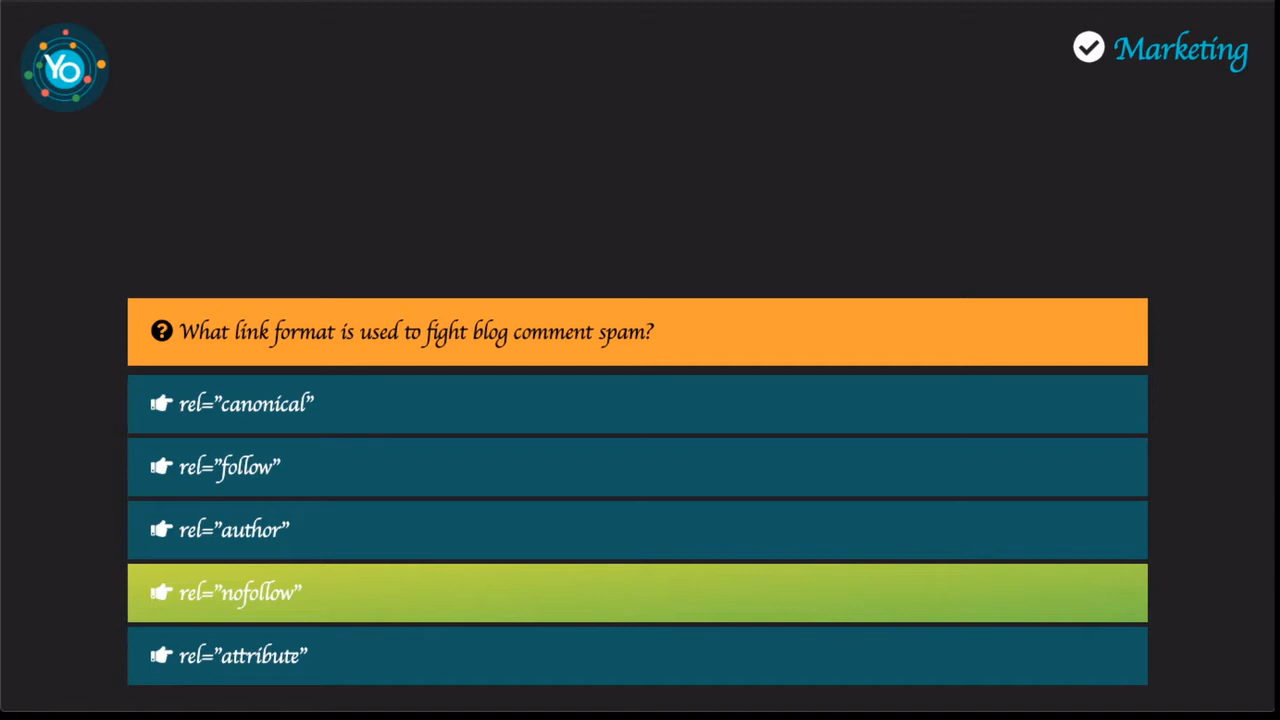 Yo
Marketing
What link format is used to fight blog comment spam?
rel="canonical"
rel="follow"
rel="author"
rel="nofollow"
rel="attribute"